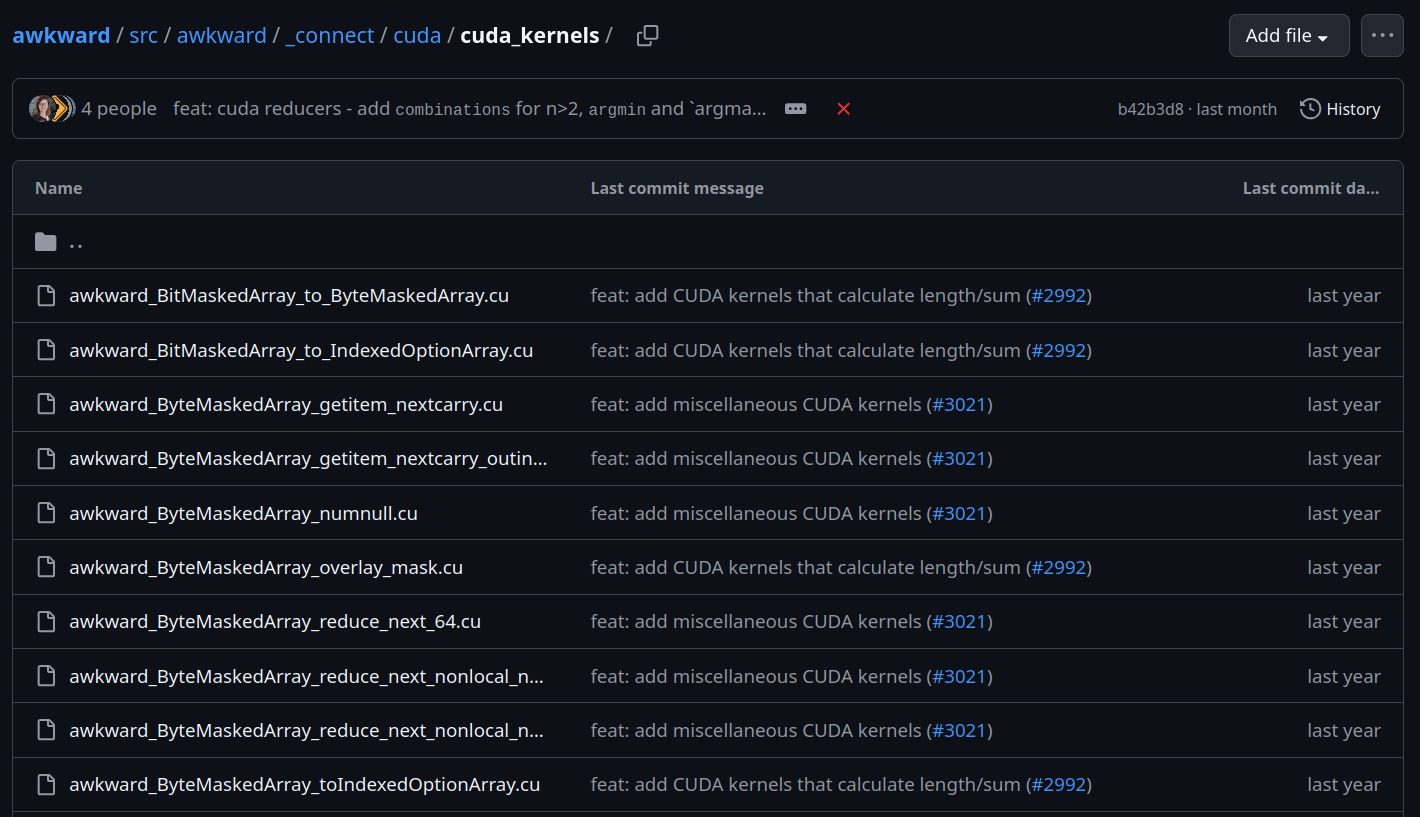 awkward / src / awkward / _connect / cuda / cuda_kernels /
Add file
4 people feat: cuda reducers - add combinations for n>2, argmin and `argma... b42b3d8 · last month History
Name Last commit message Last commit da...
..
awkward_BitMaskedArray_to_ByteMaskedArray.cu feat: add CUDA kernels that calculate length/sum (#2992) last year
awkward_BitMaskedArray_to_IndexedOptionArray.cu feat: add CUDA kernels that calculate length/sum (#2992) last year
awkward_ByteMaskedArray_getitem_nextcarry.cu feat: add miscellaneous CUDA kernels (#3021) last year
awkward_ByteMaskedArray_getitem_nextcarry_outin... feat: add miscellaneous CUDA kernels (#3021) last year
awkward_ByteMaskedArray_numnull.cu feat: add miscellaneous CUDA kernels (#3021) last year
awkward_ByteMaskedArray_overlay_mask.cu feat: add CUDA kernels that calculate length/sum (#2992) last year
awkward_ByteMaskedArray_reduce_next_64.cu feat: add miscellaneous CUDA kernels (#3021) last year
awkward_ByteMaskedArray_reduce_next_nonlocal_n... feat: add miscellaneous CUDA kernels (#3021) last year
awkward_ByteMaskedArray_reduce_next_nonlocal_n... feat: add miscellaneous CUDA kernels (#3021) last year
awkward_ByteMaskedArray_toIndexedOptionArray.cu feat: add CUDA kernels that calculate length/sum (#2992) last year